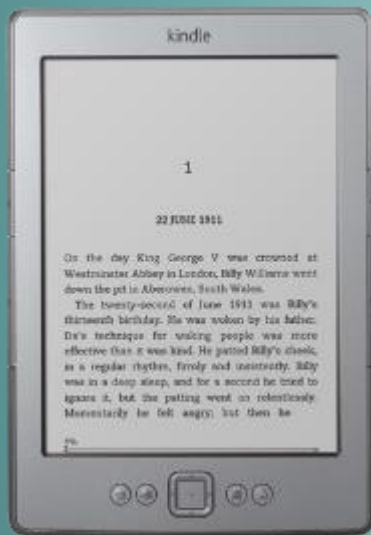 kindle
1
22 JUNE 1911
On the day King George V was crowned at
Westminster Abbey in London, Billy Williams went
down the pit in Aberowen, South Wales.
The twenty-second of June 1911 was Billy's
thirteenth birthday. He was woken by his father.
Da's technique for waking people was more
effective than it was kind. He patted Billy's cheek,
in a regular rhythm, firmly and insistently. Billy
was in a deep sleep, and for a second he tried to
ignore it, but the patting went on relentlessly.
Momentarily he felt angry; but then he